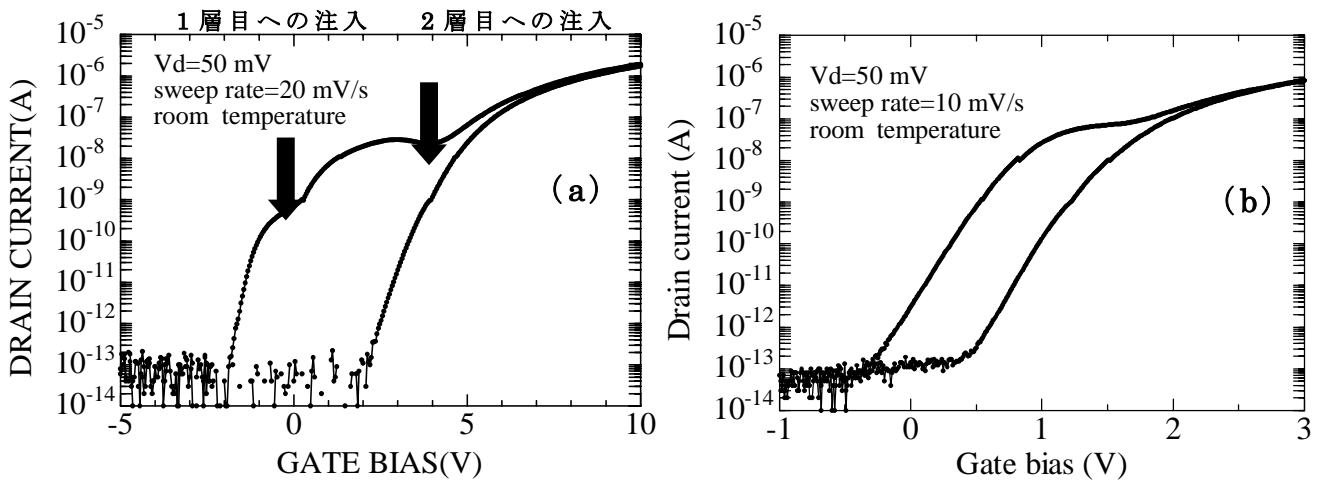 1層目への注入 2層目への注入
DRAIN CURRENT(A)
10-5
10-6
10-7
10-8
10-9
10-10
10-11
10-12
10-13
10-14
Vd=50 mV
sweep rate=20 mV/s
room temperature
(a)
-5 0 5 10
GATE BIAS(V)
Drain current (A)
10-5
10-6
10-7
10-8
10-9
10-10
10-11
10-12
10-13
10-14
Vd=50 mV
sweep rate=10 mV/s
room temperature
(b)
-1 0 1 2 3
Gate bias (V)